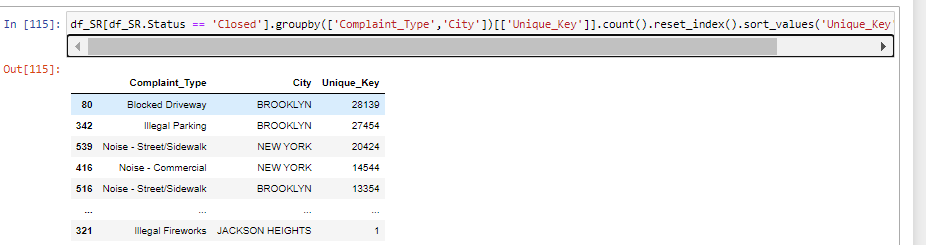 In [115]: df_SR[df_SR.Status == 'Closed'].groupby(['Complaint_Type','City'])[['Unique_Key']].count().reset_index().sort_values('Unique_Key
Out[115]:
Complaint_Type City Unique_Key
80 Blocked Driveway BROOKLYN 28139
342 Illegal Parking BROOKLYN 27454
539 Noise - Street/Sidewalk NEW YORK 20424
416 Noise - Commercial NEW YORK 14544
516 Noise - Street/Sidewalk BROOKLYN 13354
... ... ... ...
321 Illegal Fireworks JACKSON HEIGHTS 1